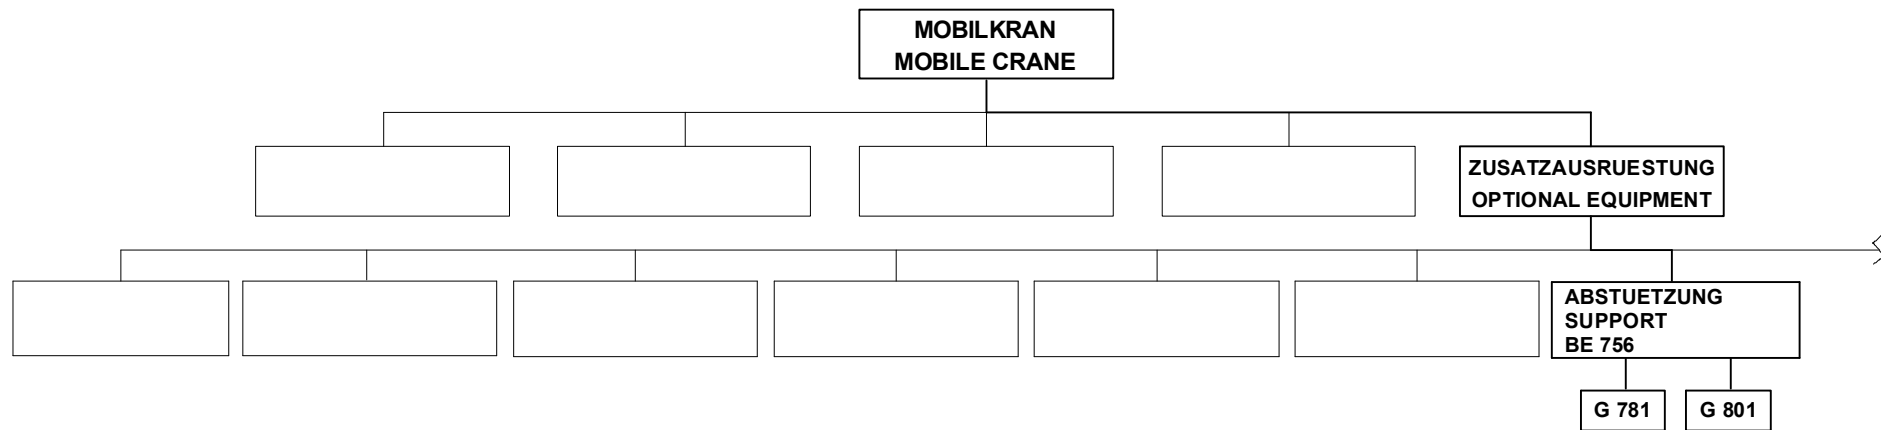 MOBILKRAN
MOBILE CRANE
ZUSATZAUSRUESTUNG
OPTIONAL EQUIPMENT
ABSTUETZUNG
SUPPORT
BE 756
G 781
G 801